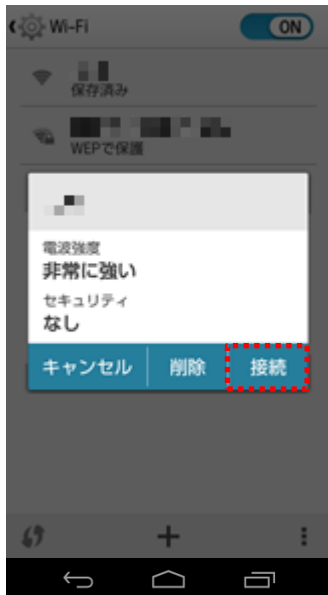 Wi-Fi
ON
保存済み
WEPで保護
電波強度
非常に強い
セキュリティ
なし
キャンセル
削除
接続